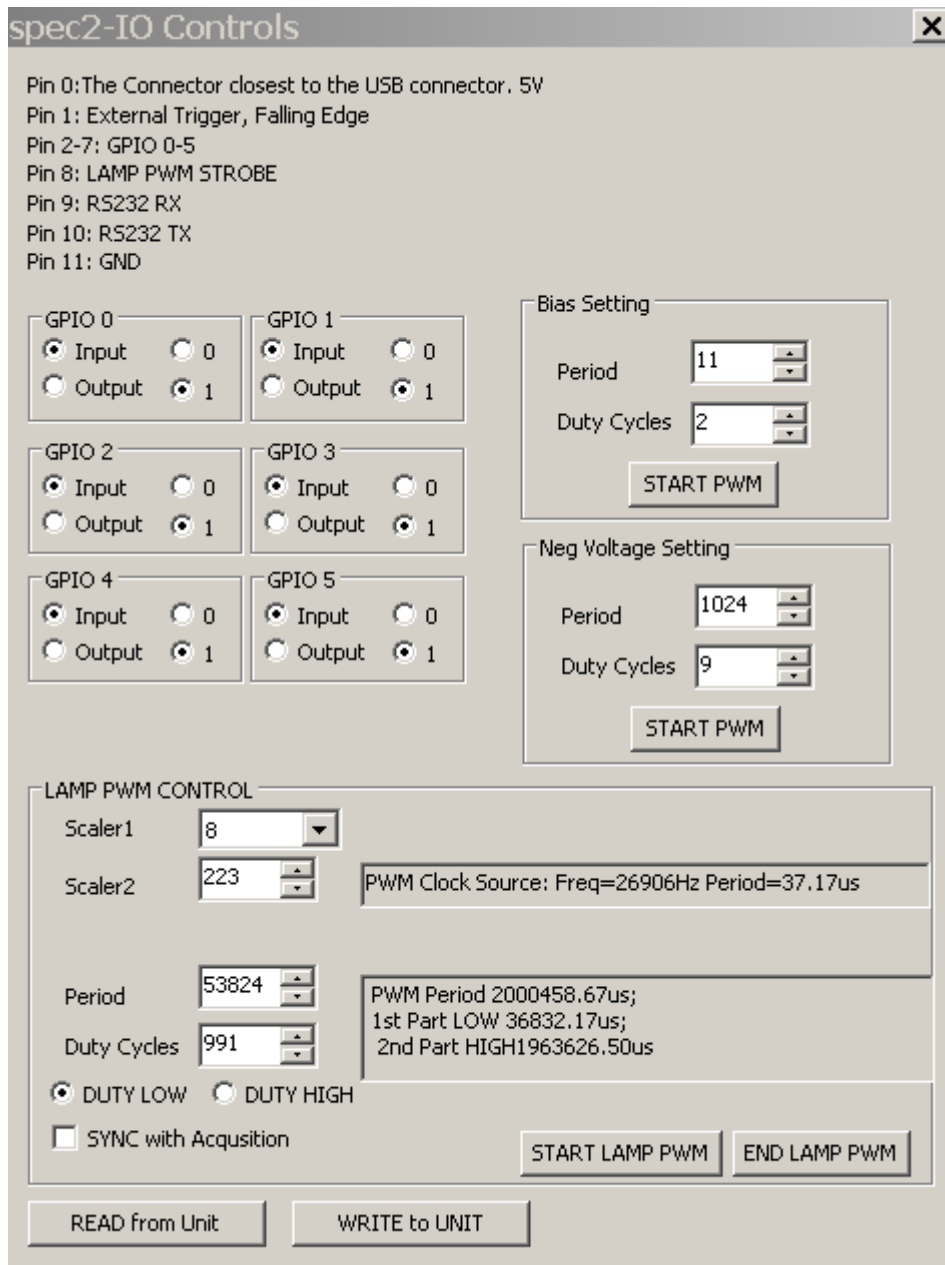 spec2-IO Controls
Pin 0:The Connector closest to the USB connector. 5V
Pin 1: External Trigger, Falling Edge
Pin 2-7: GPIO 0-5
Pin 8: LAMP PWM STROBE
Pin 9: RS232 RX
Pin 10: RS232 TX
Pin 11: GND
GPIO 0
Input 0
Output 1
GPIO 1
Input 0
Output 1
GPIO 2
Input 0
Output 1
GPIO 3
Input 0
Output 1
GPIO 4
Input 0
Output 1
GPIO 5
Input 0
Output 1
Bias Setting
Period 11
Duty Cycles 2
START PWM
Neg Voltage Setting
Period 1024
Duty Cycles 9
START PWM
LAMP PWM CONTROL
Scaler1 8
Scaler2 223
PWM Clock Source: Freq=26906Hz Period=37.17us
Period 53824
Duty Cycles 991
PWM Period 2000458.67us;
1st Part LOW 36832.17us;
2nd Part HIGH1963626.50us
DUTY LOW DUTY HIGH
SYNC with Acqusition
START LAMP PWM END LAMP PWM
READ from Unit WRITE to UNIT